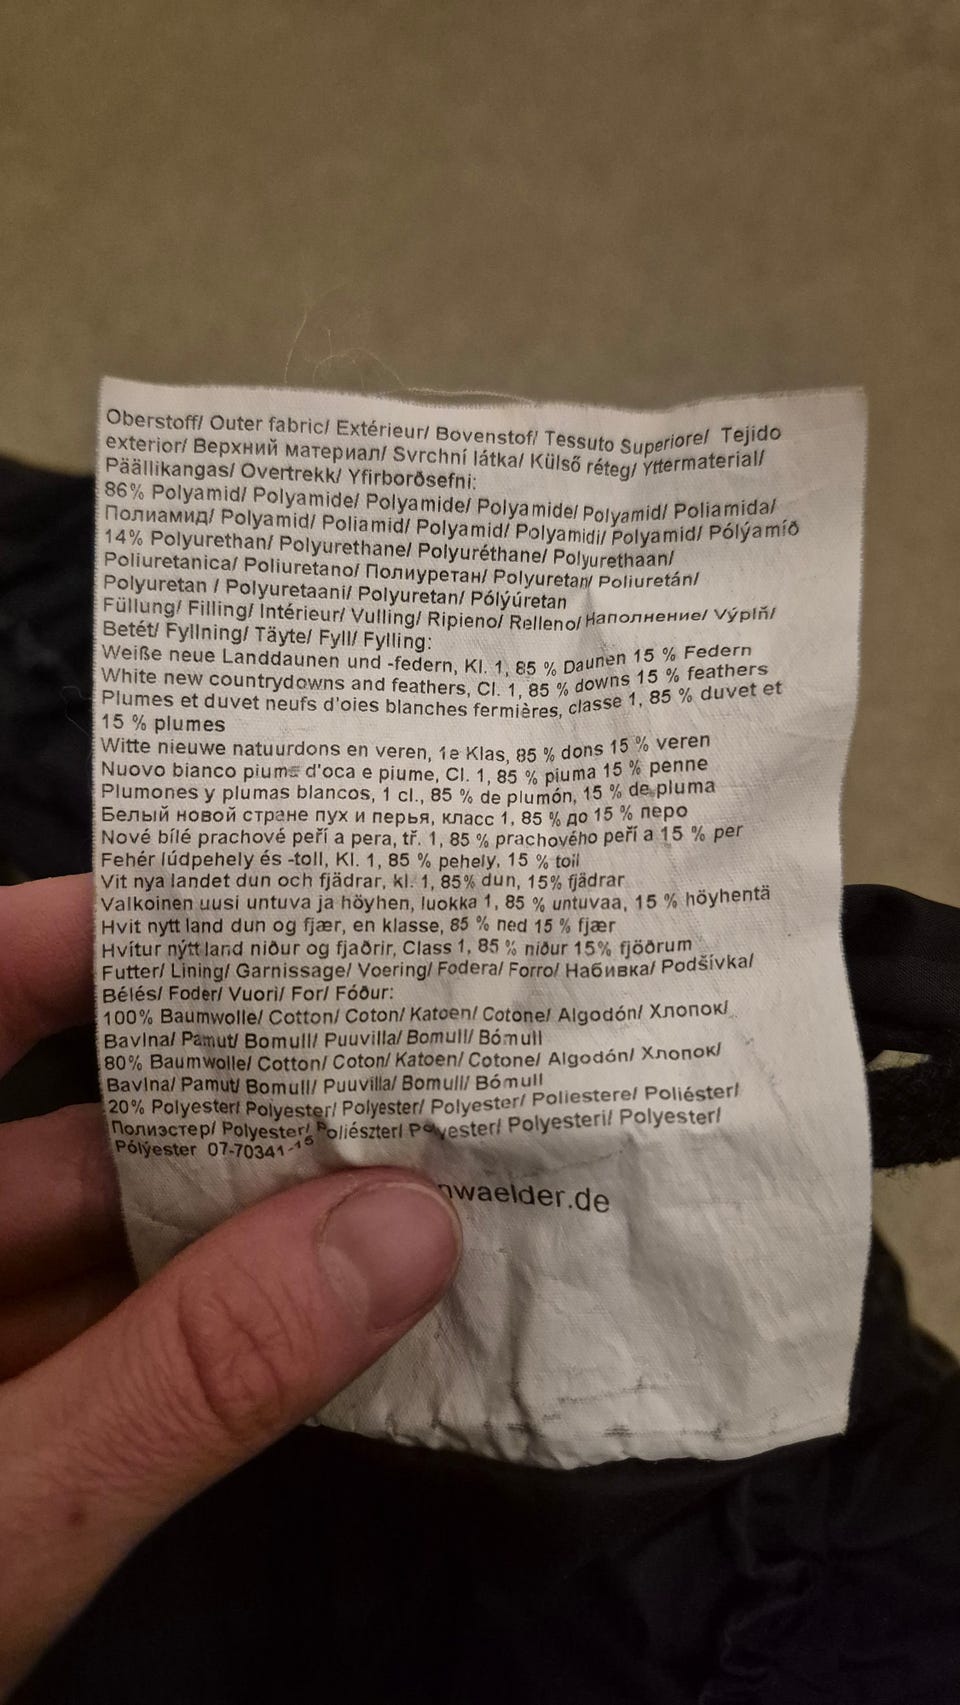 Oberstoff/ Outer fabric/ Extérieur/ Bovenstof/ Tessuto Superiore/ Tejido
exterior/ Верхний материал/ Svrchní látka/ Külső réteg/ Yttermaterial/
Päällikangas/ Overtrekk/ Yfirborðsefni:
86% Polyamid/ Polyamide/ Polyamide/ Polyamide/ Polyamid/ Poliamida/
Полиамид/ Polyamid/ Poliamid/ Polyamid/ Polyamidi/ Polyamid/ Pólýamíð
14% Polyurethan/ Polyurethane/ Polyuréthane/ Polyurethaan/
Poliuretanica/ Poliuretano/ Полиуретан/ Polyuretan/ Poliuretán/
Polyuretan / Polyuretaani/ Polyuretan/ Pólýúretan
Füllung/ Filling/ Intérieur/ Vulling/ Ripieno/ Relleno/ Наполнение/ Výplň/
Betét/ Fyllning/ Täyte/ Fyll/ Fylling:
Weiße neue Landdaunen und -federn, Kl. 1, 85 % Daunen 15 % Federn
White new countrydowns and feathers, Cl. 1, 85 % downs 15 % feathers
Plumes et duvet neufs d'oies blanches fermières, classe 1, 85 % duvet et
15 % plumes
Witte nieuwe natuurdons en veren, 1e Klas, 85 % dons 15 % veren
Nuovo bianco piume d'oca e piume, Cl. 1, 85 % piuma 15 % penne
Plumones y plumas blancos, 1 cl., 85 % de plumón, 15 % de pluma
Белый новой стране пух и перья, класс 1, 85 % до 15 % перо
Nové bílé prachové peří a pera, tř. 1, 85 % prachového peří a 15 % per
Fehér lúdpehely és -toll, Kl. 1, 85 % pehely, 15 % toll
Vit nya landet dun och fjädrar, kl. 1, 85% dun, 15% fjädrar
Valkoinen uusi untuva ja höyhen, luokka 1, 85 % untuvaa, 15 % höyhentä
Hvit nytt land dun og fjær, en klasse, 85 % ned 15 % fjær
Hvítur nýtt land niður og fjaðrir, Class 1, 85 % niður 15% fjöðrum
Futter/ Lining/ Garnissage/ Voering/ Fodera/ Forro/ Набивка/ Podšívka/
Bélés/ Foder/ Vuori/ For/ Fóður:
100% Baumwolle/ Cotton/ Coton/ Katoen/ Cotone/ Algodón/ Хлопок/
Bavlna/ Pamut/ Bomull/ Puuvilla/ Bomull/ Bómull
80% Baumwolle/ Cotton/ Coton/ Katoen/ Cotone/ Algodón/ Хлопок/
Bavlna/ Pamut/ Bomull/ Puuvilla/ Bomull/ Bómull
20% Polyester/ Polyester/ Polyester/ Polyester/ Poliestere/ Poliéster/
Полиэстер/ Polyester/ Poliészter/ Polyester/ Polyesteri/ Polyester/
Pólýester 07-70341-15
nwaelder.de